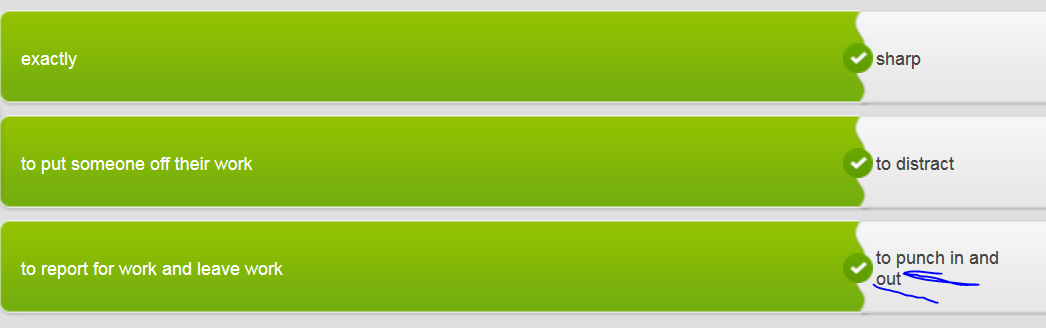 exactly
sharp
to put someone off their work
to distract
to report for work and leave work
to punch in and
out